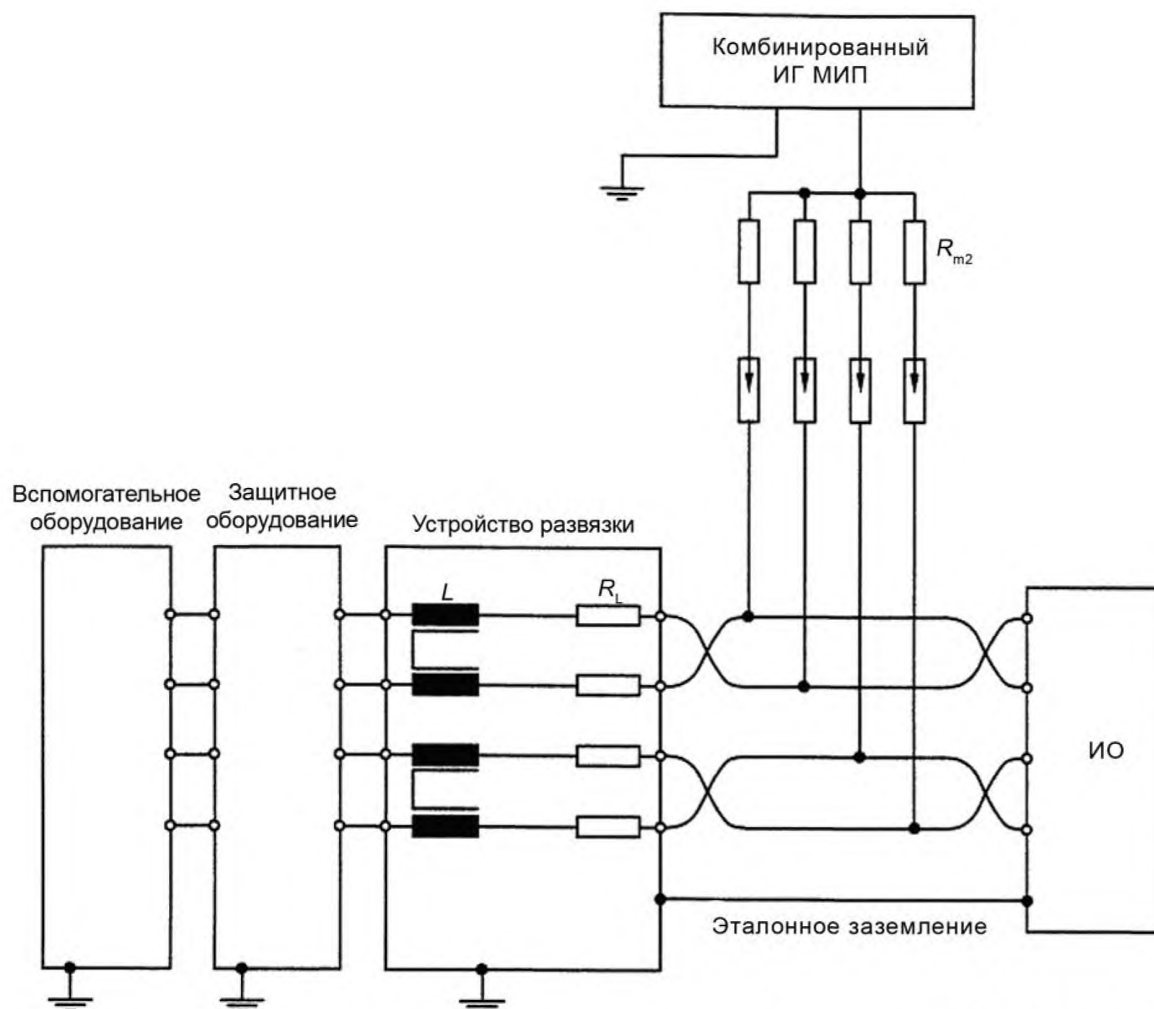 Комбинированный
ИГ МИП
R_m2
Вспомогательное
оборудование
Защитное
оборудование
Устройство развязки
L
R_L
ИО
Эталонное заземление